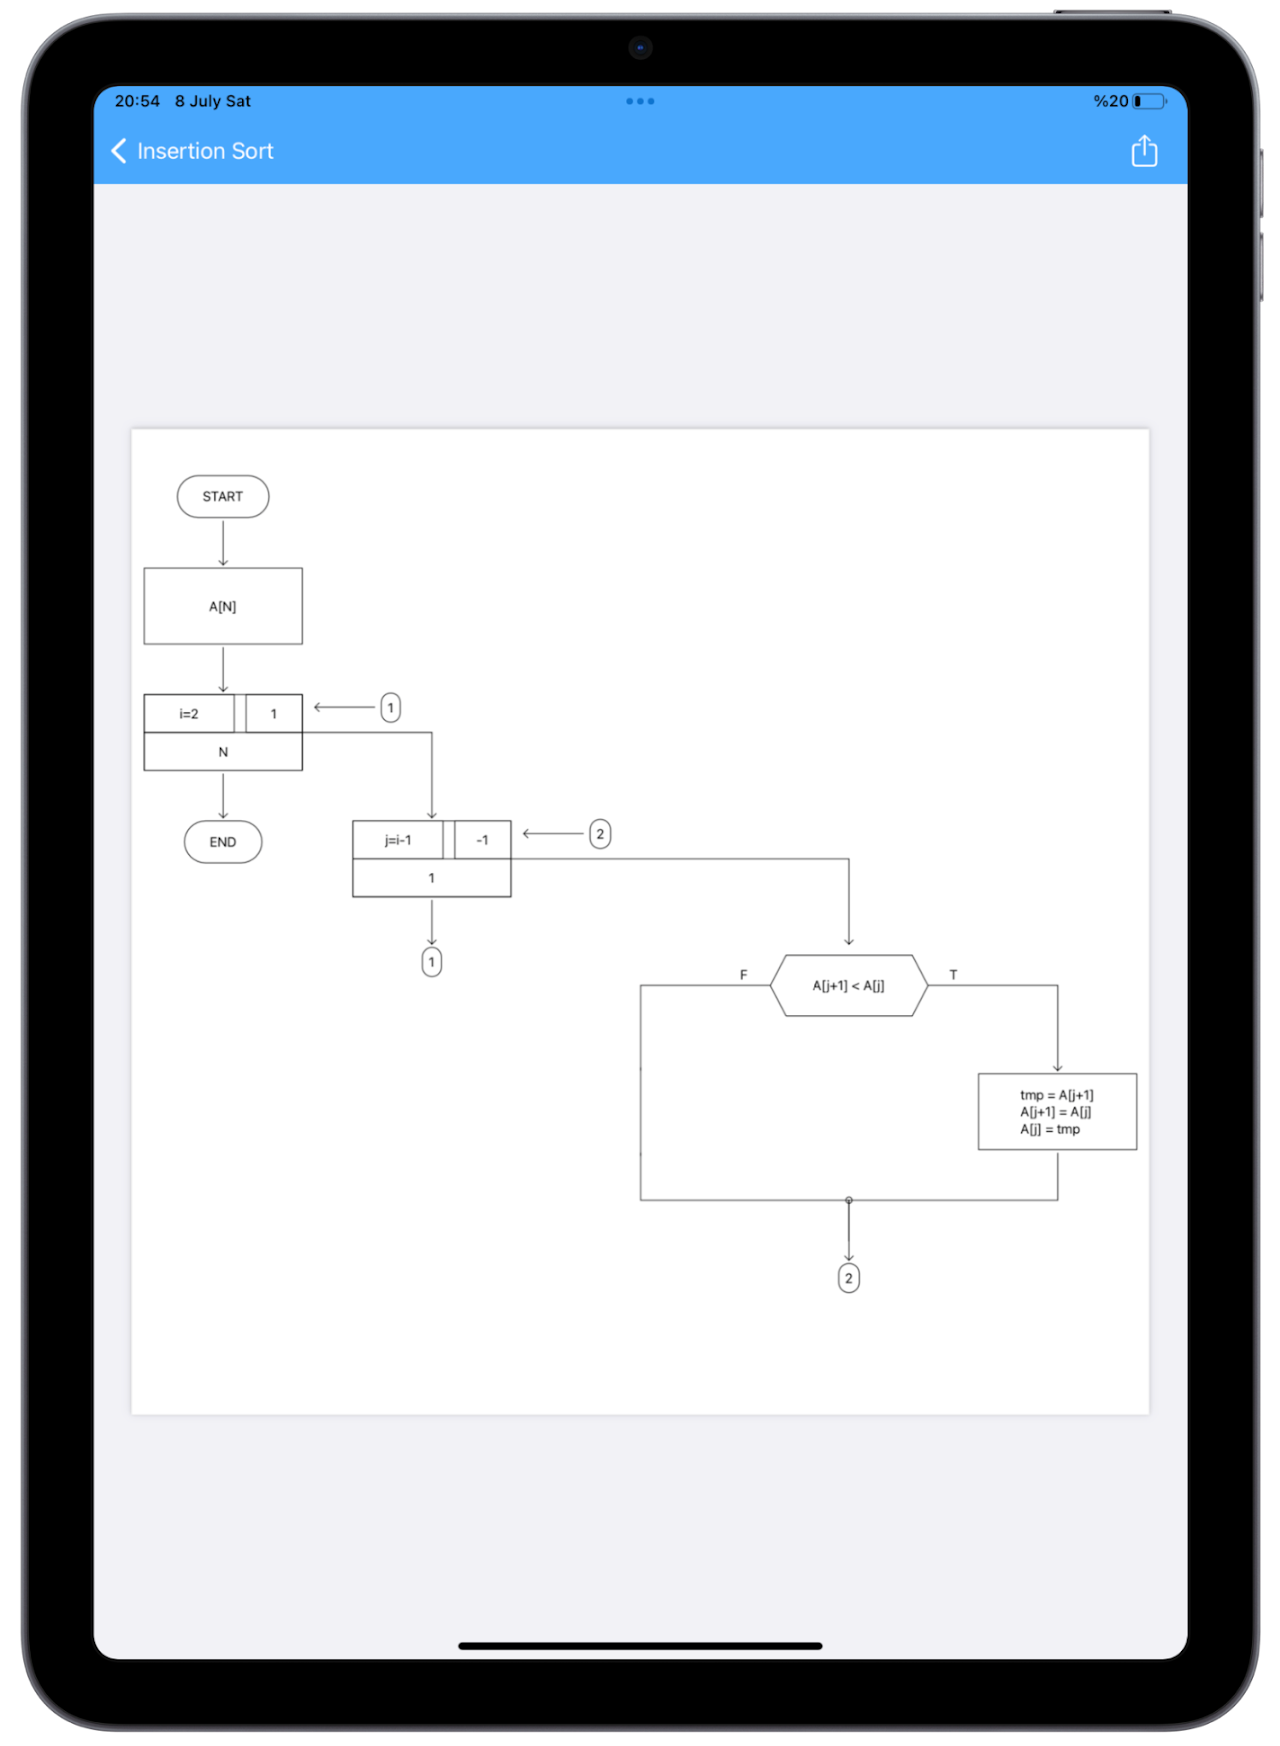 20:54 8 July Sat
%20
Insertion Sort
START
A[N]
i=2
1
1
N
END
j=i-1
-1
2
1
1
F
A[j+1] < A[j]
T
tmp = A[j+1]
A[j+1] = A[j]
A[j] = tmp
2